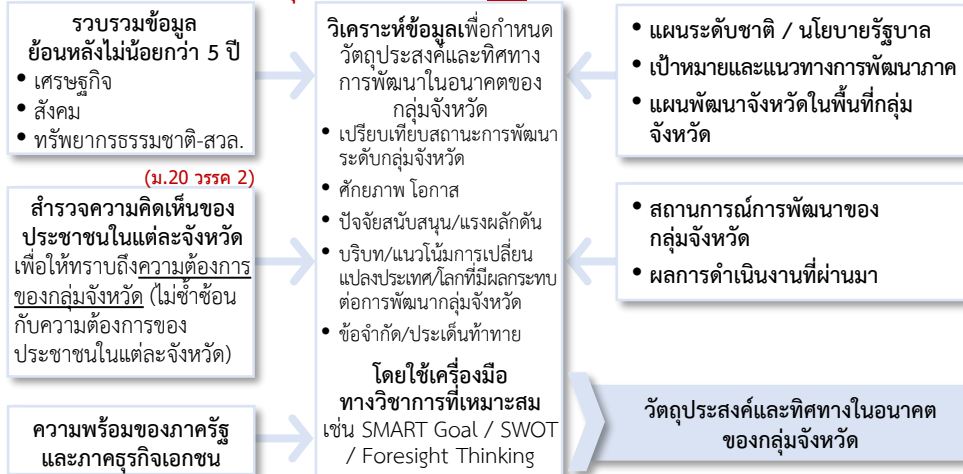 รวบรวมข้อมูล
ย้อนหลังไม่น้อยกว่า 5 ปี
• เศรษฐกิจ
• สังคม
• ทรัพยากรธรรมชาติ-สวล.
(ม.20 วรรค 2)
สำรวจความคิดเห็นของ
ประชาชนในแต่ละจังหวัด
เพื่อให้ทราบถึงความต้องการ
ของกลุ่มจังหวัด (ไม่ซ้ำซ้อน
กับความต้องการของ
ประชาชนในแต่ละจังหวัด)
ความพร้อมของภาครัฐ
และภาคธุรกิจเอกชน
วิเคราะห์ข้อมูลเพื่อกำหนด
วัตถุประสงค์และทิศทาง
การพัฒนาในอนาคตของ
กลุ่มจังหวัด
• เปรียบเทียบสถานะการพัฒนา
ระดับกลุ่มจังหวัด
• ศักยภาพ โอกาส
• ปัจจัยสนับสนุน/แรงผลักดัน
• บริบท/แนวโน้มการเปลี่ยน
แปลงประเทศ/โลกที่มีผลกระทบ
ต่อการพัฒนากลุ่มจังหวัด
• ข้อจำกัด/ประเด็นท้าทาย
โดยใช้เครื่องมือ
ทางวิชาการที่เหมาะสม
เช่น SMART Goal / SWOT
/ Foresight Thinking
• แผนระดับชาติ / นโยบายรัฐบาล
• เป้าหมายและแนวทางการพัฒนาภาค
• แผนพัฒนาจังหวัดในพื้นที่กลุ่ม
จังหวัด
• สถานการณ์การพัฒนาของ
กลุ่มจังหวัด
• ผลการดำเนินงานที่ผ่านมา
วัตถุประสงค์และทิศทางในอนาคต
ของกลุ่มจังหวัด